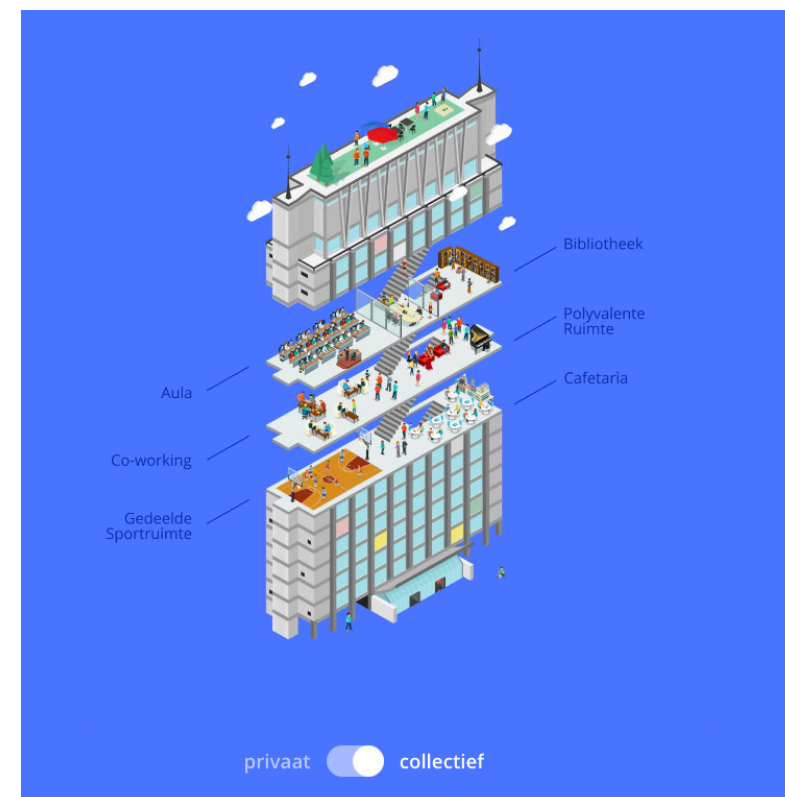 Bibliotheek
Polyvalente
Ruimte
Cafetaria
Aula
Co-working
Gedeelde
Sportruimte
privaat
collectief